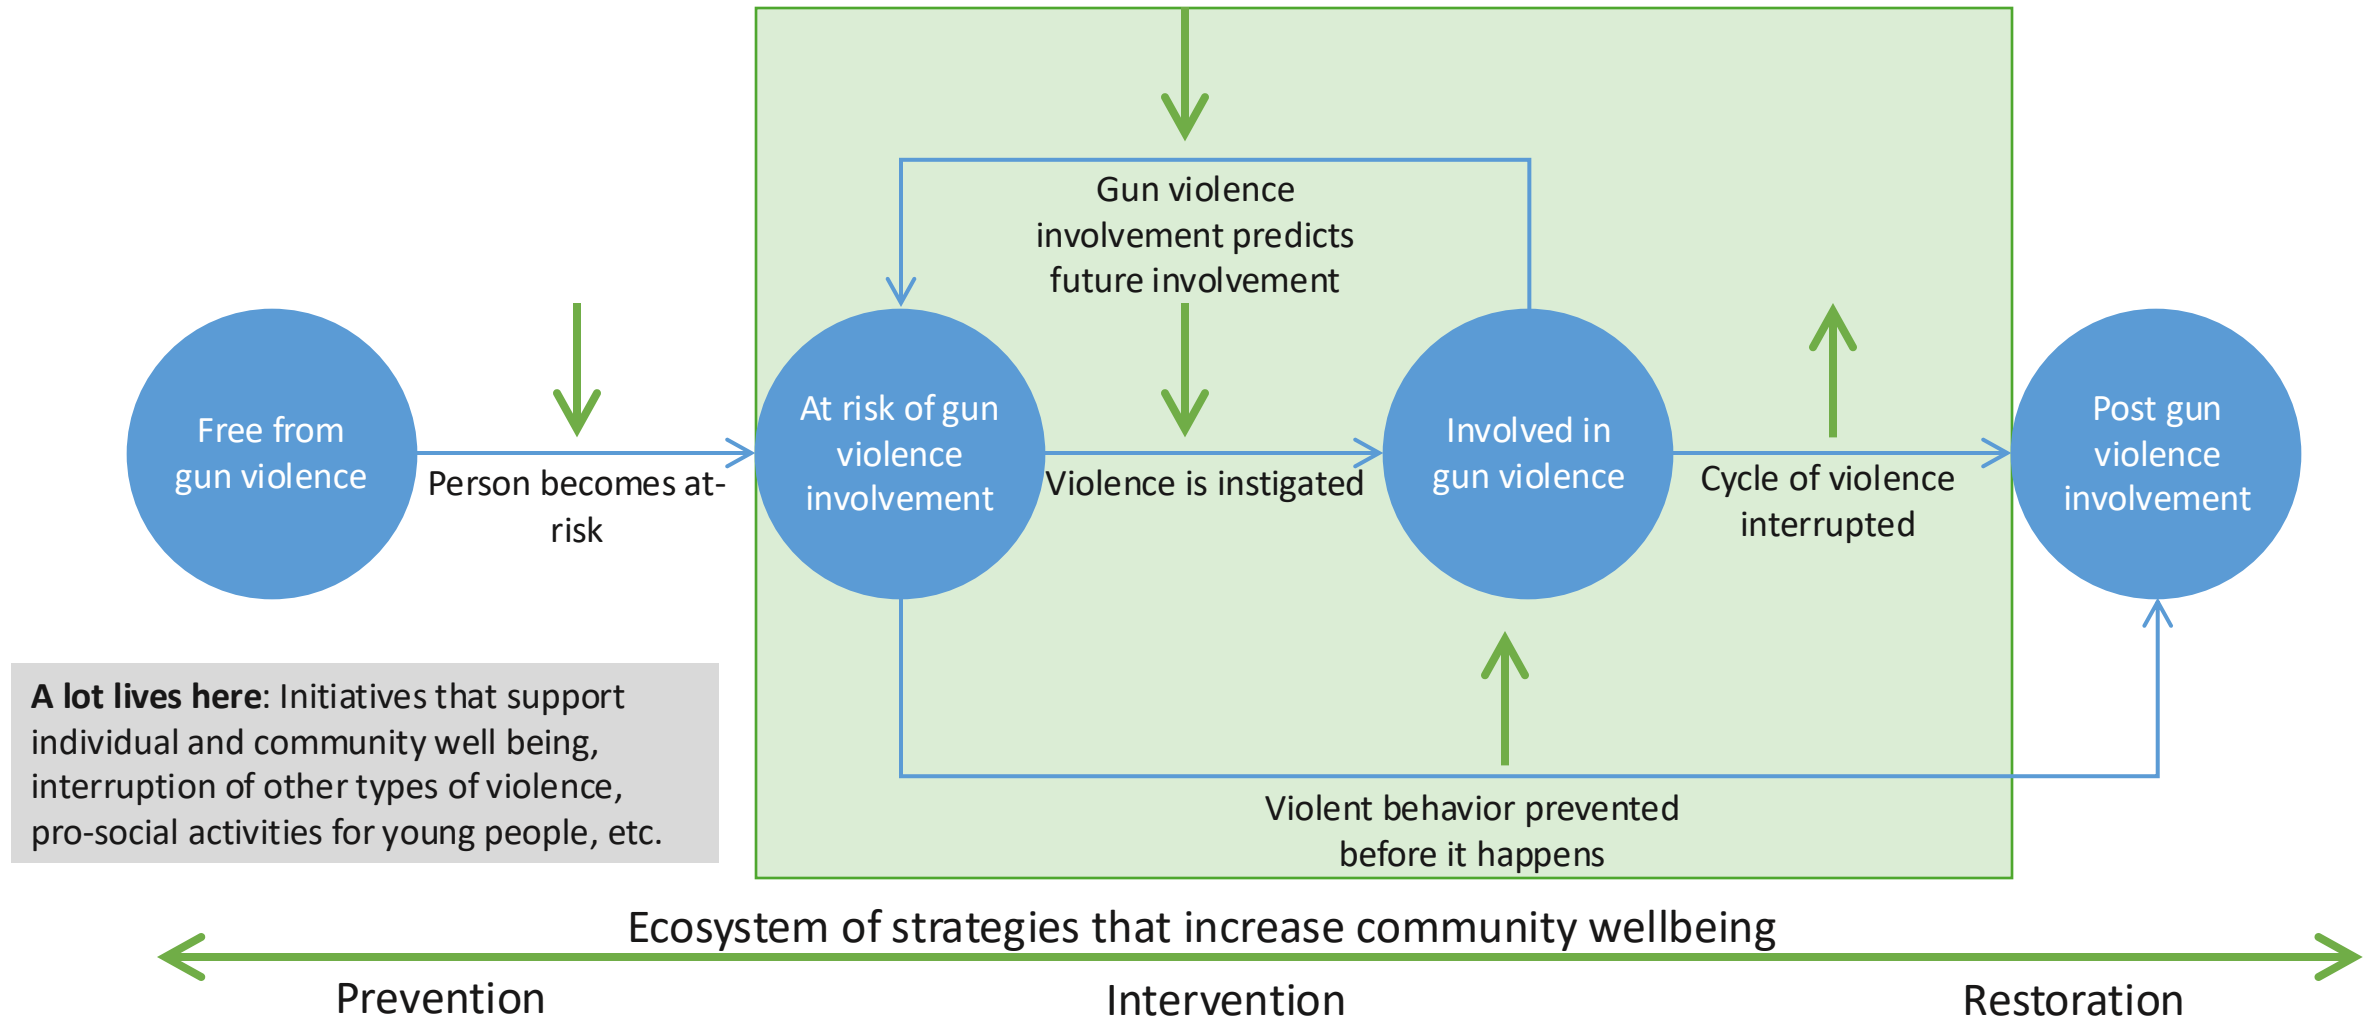 Gun violence
involvement predicts
future involvement
Free from
gun violence
Person becomes at-
risk
At risk of gun
violence
involvement
Violence is instigated
Involved in
gun violence
Cycle of violence
interrupted
Post gun
violence
involvement
A lot lives here: Initiatives that support
individual and community well being,
interruption of other types of violence,
pro-social activities for young people, etc.
Violent behavior prevented
before it happens
Ecosystem of strategies that increase community wellbeing
Prevention
Intervention
Restoration